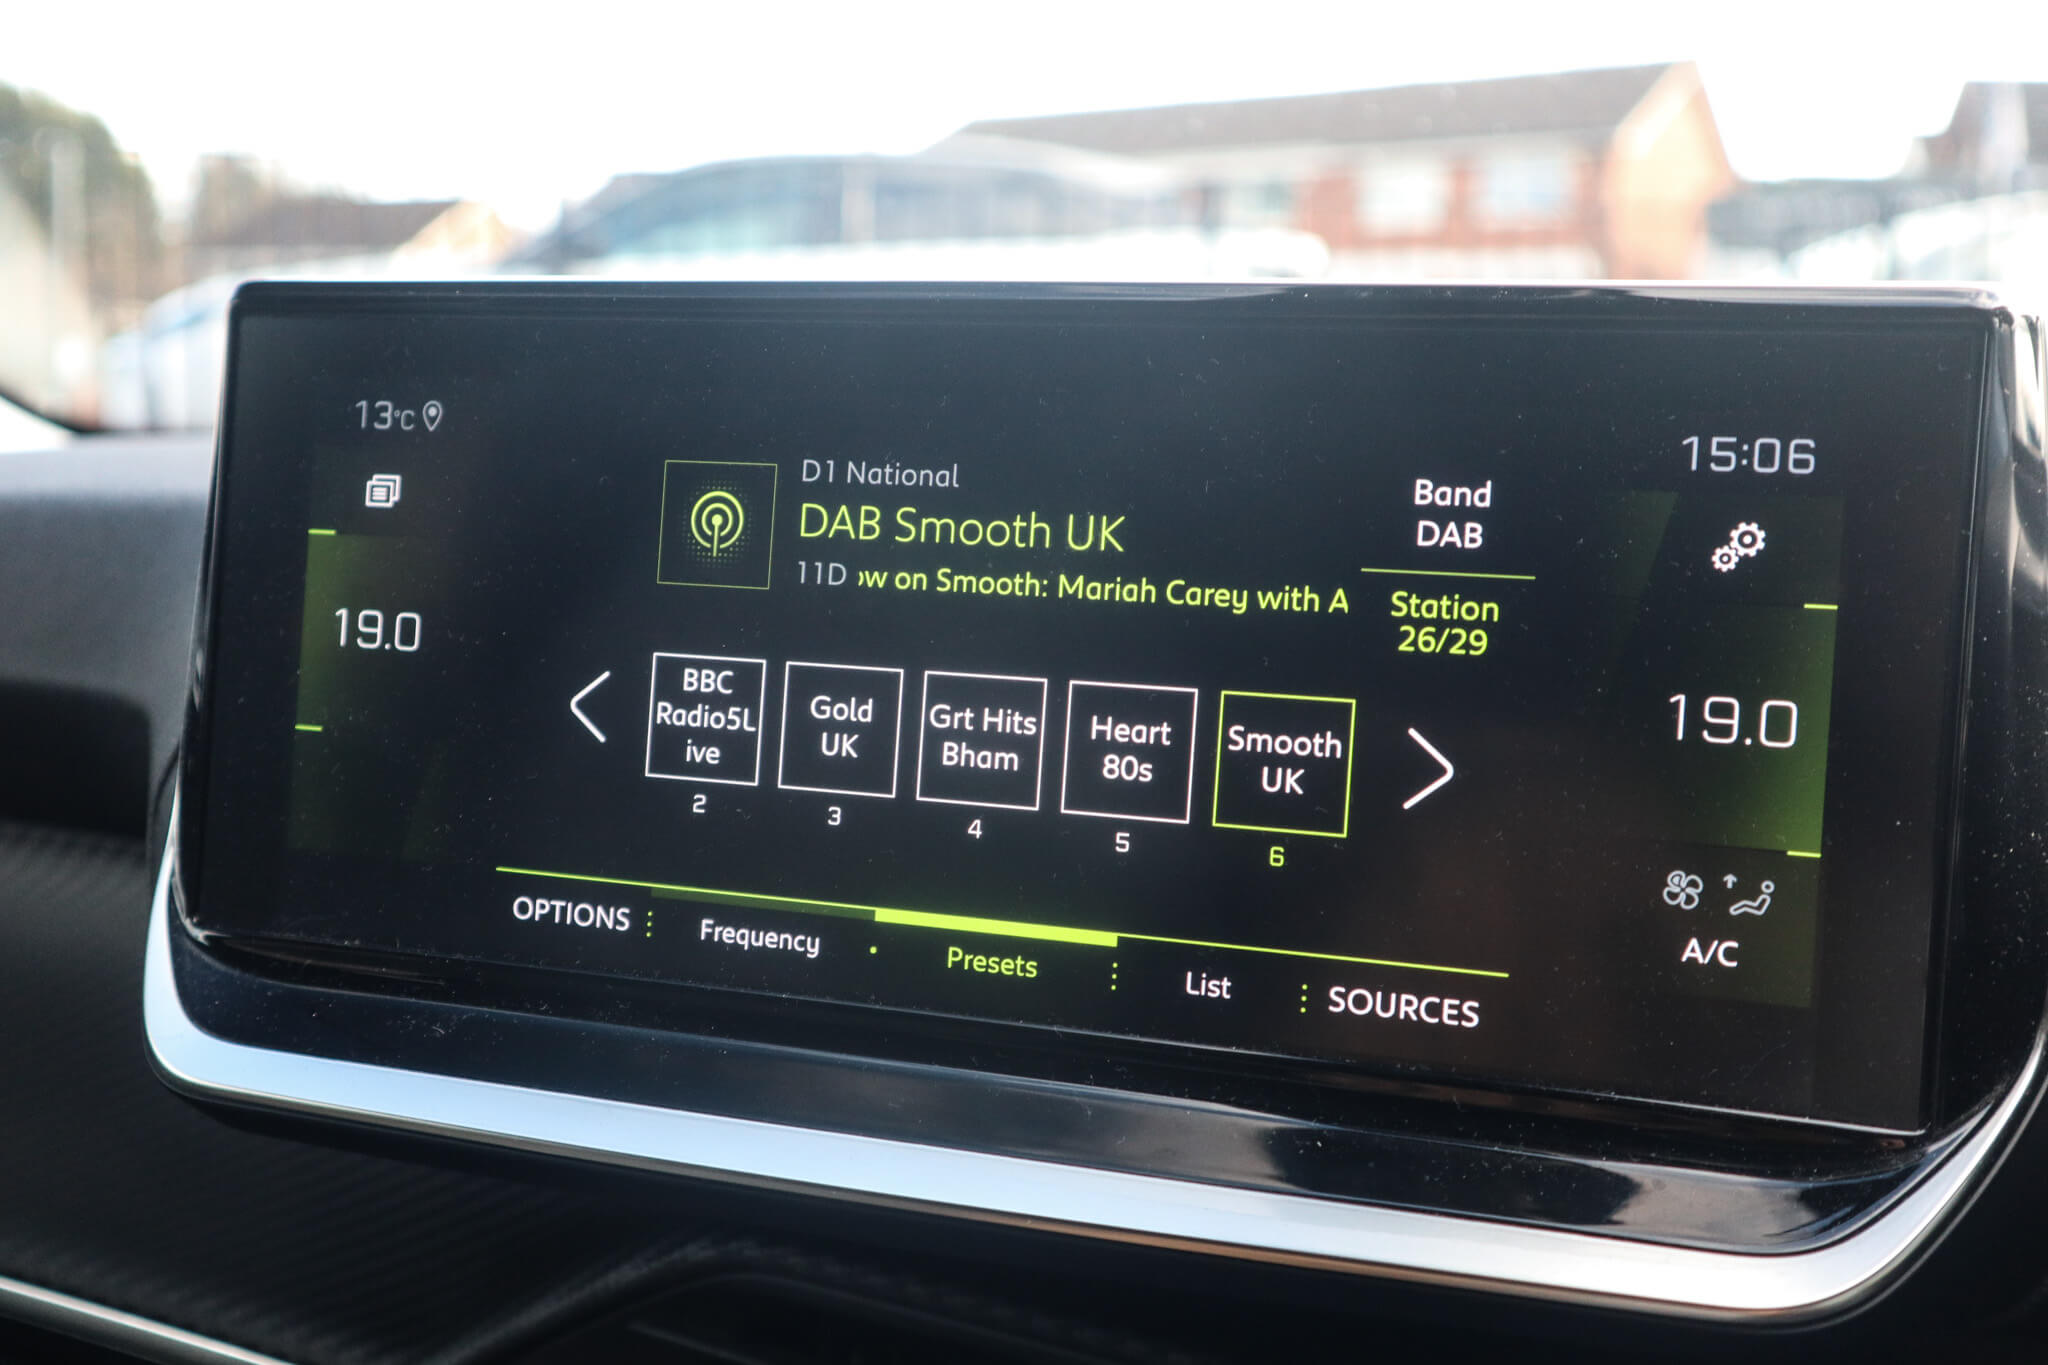 13°C
15:06
D1 National
DAB Smooth UK
11D ow on Smooth: Mariah Carey with A
Band
DAB
Station
26/29
19.0
19.0
BBC
Radio5L
ive
2
Gold
UK
3
Grt Hits
Bham
4
Heart
80s
5
Smooth
UK
6
A/C
OPTIONS
Frequency
Presets
List
SOURCES